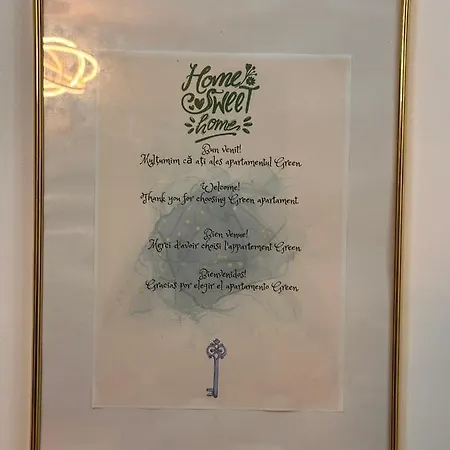 Home
SWEET
home
Bun venit!
Mulțumim că ați ales apartamentul Green
Welcome!
Thank you for choosing Green apartament
Bien venue!
Merci d'avoir choisi l'appartement Green
Bienvenidos!
Gracias por elegir el apartamento Green